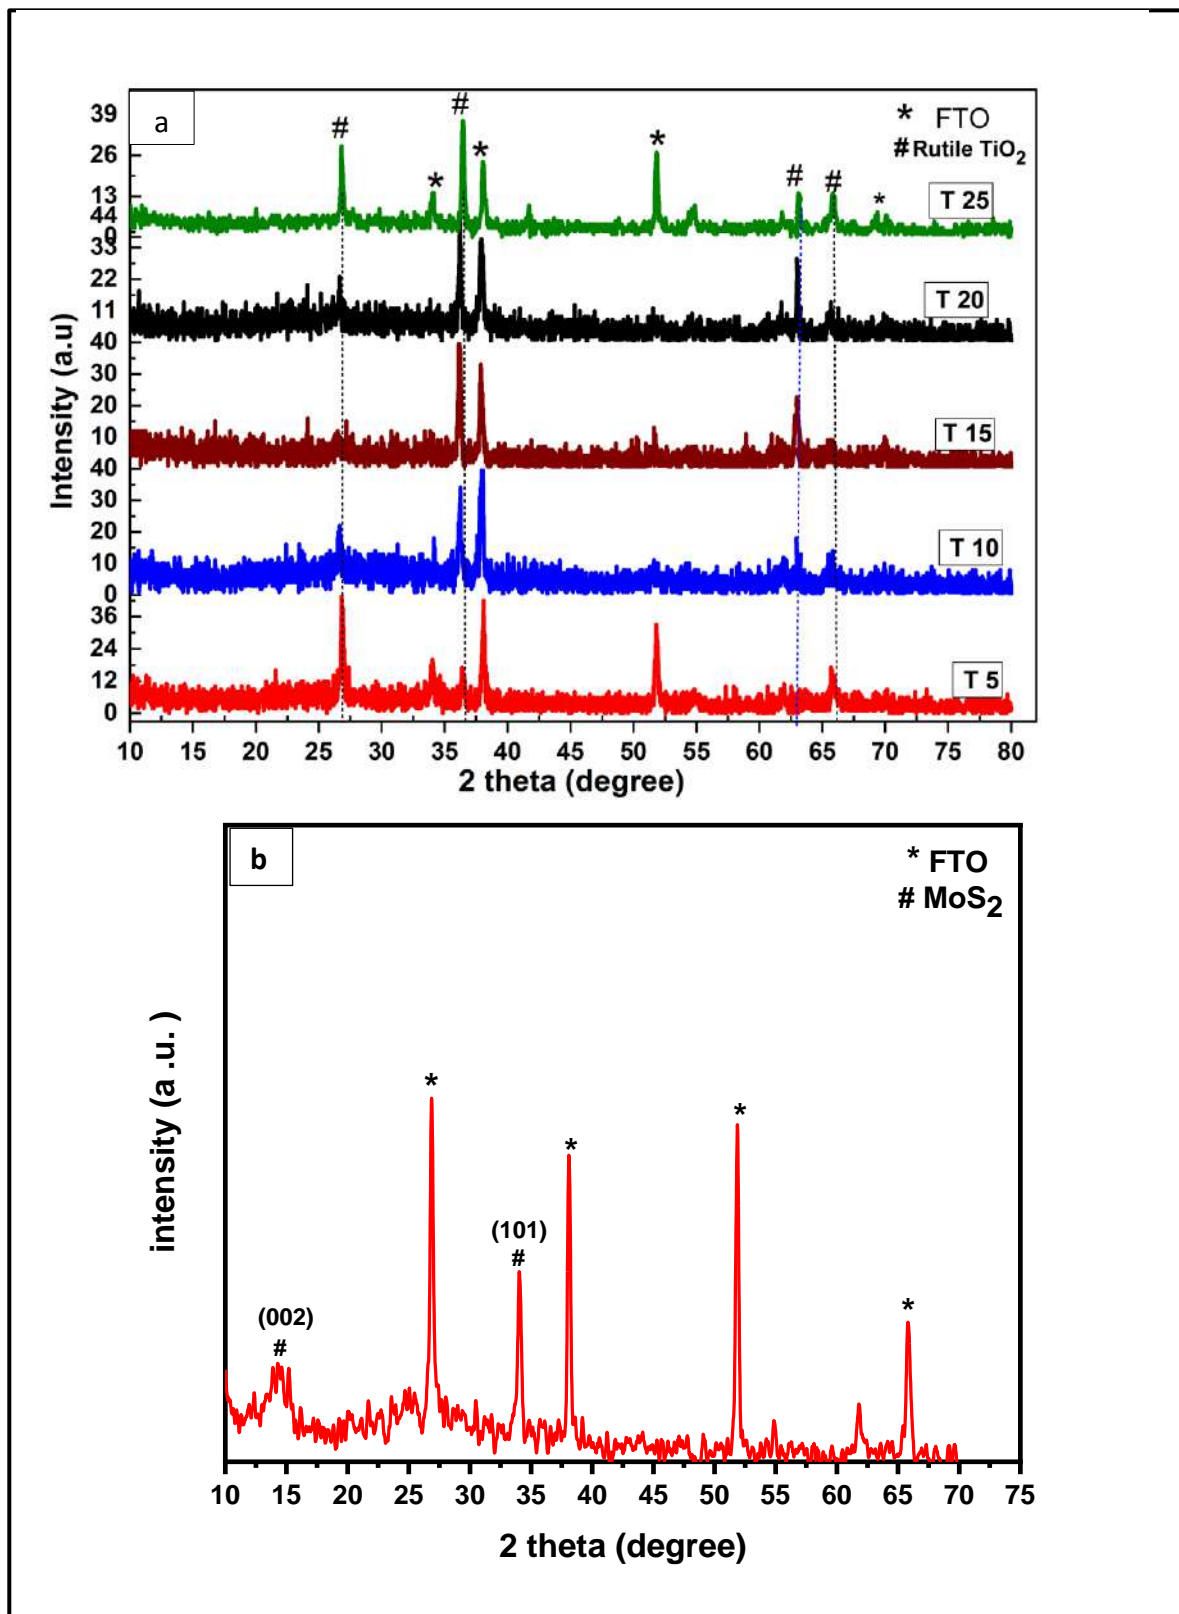 a
* FTO
# Rutile TiO2
#
#
*
*
*
#
#
*
T 25
T 20
T 15
T 10
T 5
Intensity (a.u)
39
26
13
44
0
33
22
11
40
30
20
10
40
30
20
10
0
36
24
12
0
10 15 20 25 30 35 40 45 50 55 60 65 70 75 80
2 theta (degree)
b
* FTO
# MoS2
*
*
*
(101)
#
*
(002)
#
intensity (a .u. )
10 15 20 25 30 35 40 45 50 55 60 65 70 75
2 theta (degree)